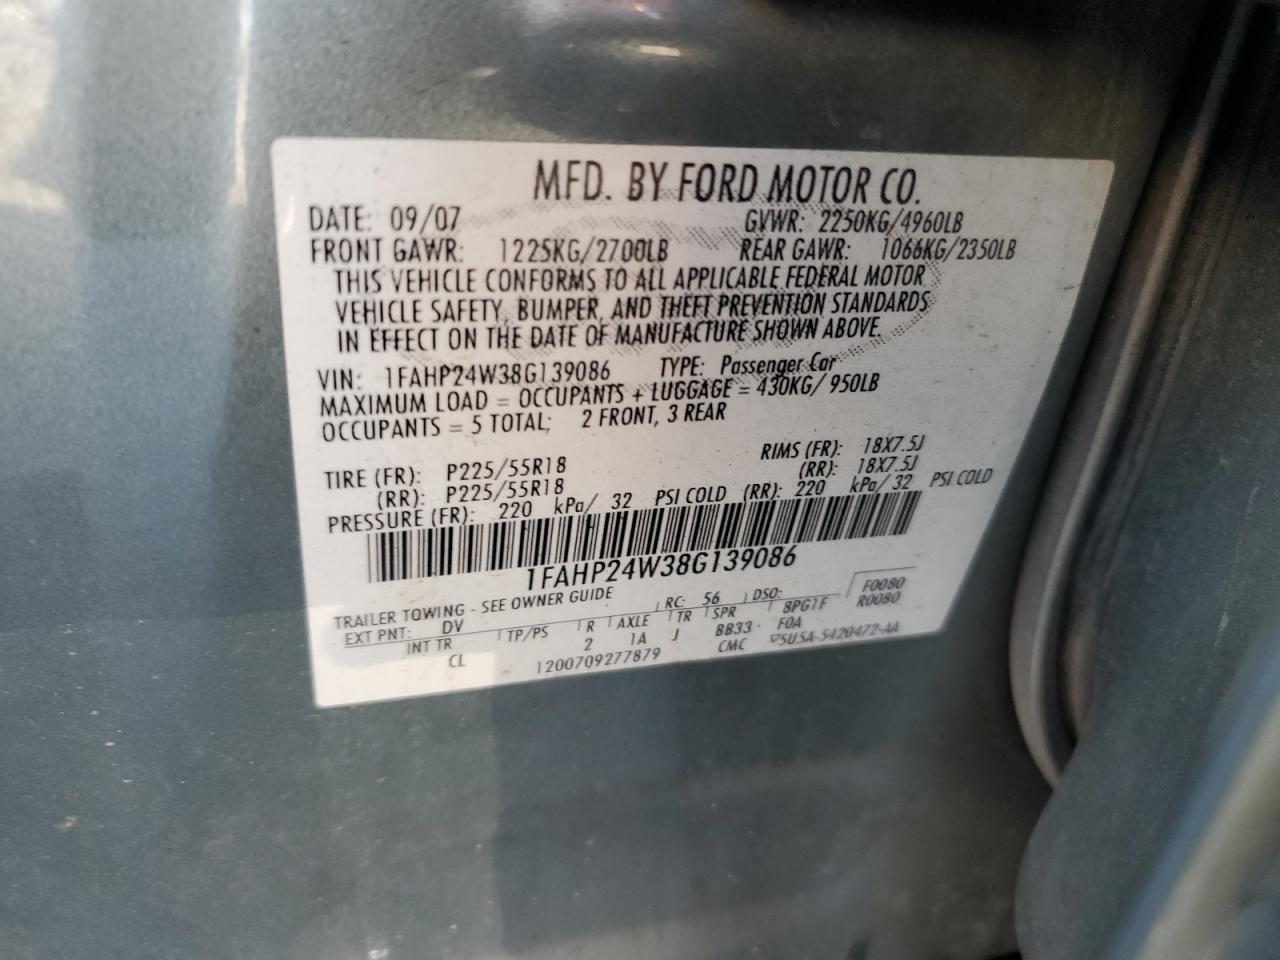 MFD. BY FORD MOTOR CO.
DATE: 09/07 GVWR: 2250KG/4960LB
FRONT GAWR: 1225KG/2700LB REAR GAWR: 1066KG/2350LB
THIS VEHICLE CONFORMS TO ALL APPLICABLE FEDERAL MOTOR
VEHICLE SAFETY, BUMPER, AND THEFT PREVENTION STANDARDS
IN EFFECT ON THE DATE OF MANUFACTURE SHOWN ABOVE.
VIN: 1FAHP24W38G139086 TYPE: Passenger Car
MAXIMUM LOAD = OCCUPANTS + LUGGAGE = 430KG/ 950LB
OCCUPANTS = 5 TOTAL; 2 FRONT, 3 REAR
TIRE (FR): P225/55R18 RIMS (FR): 18X7.5J
(RR): P225/55R18 (RR): 18X7.5J
PRESSURE (FR): 220 kPa/ 32 PSI COLD (RR): 220 kPa/ 32 PSI COLD
1FAHP24W38G139086
TRAILER TOWING - SEE OWNER GUIDE RC: 56 DSO: F0080
EXT PNT: DV R0080
INT TR TP/PS R AXLE TR SPR 8PG1F
CL 2 1A J BB33 FOA
1200709277879 CMC 5U5A-5420472-AA